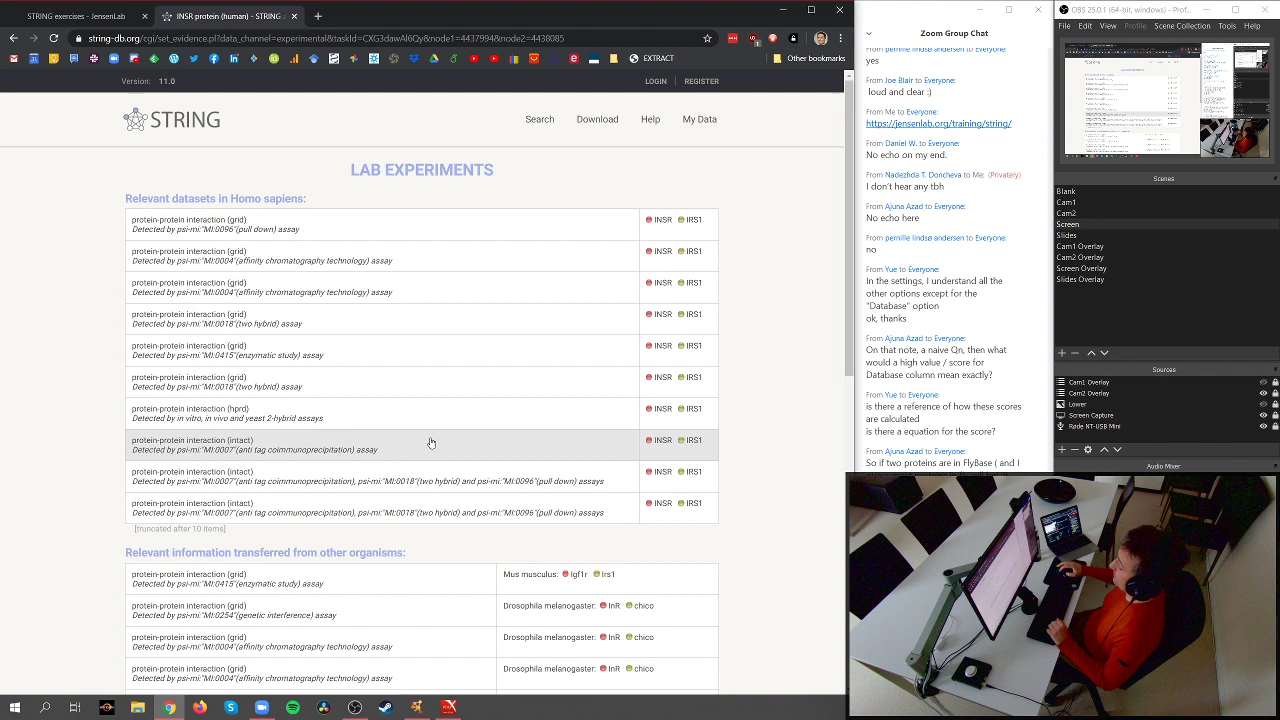 STRING exercises - JensenLab
INSR protein (human) - STRING
string-db.org/cgi/set_evidence.pl?data_channel=experimental&taskId=CXG3dqwAl6Qy&node1=4437994&node2=4436085
EXTRACT
Other bookmarks
Version: 11.0
LOGIN | REGISTER
STRING
Search
Download
Help
My Data
LAB EXPERIMENTS
Relevant datasets in Homo sapiens:
protein-protein interaction (grid)
Detected by psi-mi:"MI:0096"(pull down) assay
INSR IRS1
protein-protein interaction (grid)
Detected by psi-mi:"MI:0004"(affinity chromatography technology) assay
INSR IRS1
protein-protein interaction (grid)
Detected by psi-mi:"MI:0004"(affinity chromatography technology) assay
INSR IRS1
protein-protein interaction (grid)
Detected by psi-mi:"MI:0018"(two hybrid) assay
INSR IRS1
protein-protein interaction (grid)
Detected by psi-mi:"MI:0415"(enzymatic study) assay
INSR IRS1
protein-protein interaction (grid)
Detected by psi-mi:"MI:0018"(two hybrid) assay
INSR IRS1
protein-protein interaction (hprd)
Detected by in vitro, in vivo and yeast 2-hybrid assays
INSR IRS1
protein-protein interaction (intact)
Detected by psi-mi:"MI:0007"(anti tag coimmunoprecipitation) assay
INSR IRS1
protein-protein interaction (intact)
Detected by psi-mi:"MI:0007"(anti tag coimmunoprecipitation), psi-mi:"MI:0018"(two hybrid) and psi-mi:"MI:0096"(pull down) assays
INSR IRS1
protein-protein interaction (intact)
Detected by psi-mi:"MI:0007"(anti tag coimmunoprecipitation), psi-mi:"MI:0018"(two hybrid) and psi-mi:"MI:0096"(pull down) assays
INSR IRS1
[truncated after 10 items]
Relevant information transferred from other organisms:
protein-protein interaction (grid)
Detected by psi-mi:"MI:0415"(enzymatic study) assay
Mus musculus: Igf1r Irs1
protein-protein interaction (grid)
Detected by psi-mi:"MI:0254"(genetic interference) assay
Drosophila melanogaster: InR chico
protein-protein interaction (grid)
Detected by psi-mi:"MI:0004"(affinity chromatography technology) assay
Drosophila melanogaster: InR chico
protein-protein interaction (grid)
Detected by psi-mi:"MI:0004"(affinity chromatography technology) assay
Drosophila melanogaster: InR chico
Zoom Group Chat
From pernille lindsø andersen to Everyone:
yes
From Joe Blair to Everyone:
loud and clear :)
From Me to Everyone:
https://jensenlab.org/training/string/
From Daniel W. to Everyone:
No echo on my end.
From Nadezhda T. Doncheva to Me: (Privately)
I don't hear any tbh
From Ajuna Azad to Everyone:
No echo here
From pernille lindsø andersen to Everyone:
no
From Yue to Everyone:
In the settings, I understand all the
other options except for the
"Database" option
ok, thanks
From Ajuna Azad to Everyone:
On that note, a naive Qn, then what
would a high value / score for
Database column mean exactly?
From Yue to Everyone:
is there a reference of how these scores
are calculated
is there a equation for the score?
From Ajuna Azad to Everyone:
So if two proteins are in FlyBase ( and I
OBS 25.0.1 (64-bit, windows) - Prof...
File Edit View Profile Scene Collection Tools Help
Scenes
Blank
Cam1
Cam2
Screen
Slides
Cam1 Overlay
Cam2 Overlay
Screen Overlay
Slides Overlay
Sources
Cam1 Overlay
Cam2 Overlay
Lower
Screen Capture
Røde NT-USB Mini
Audio Mixer